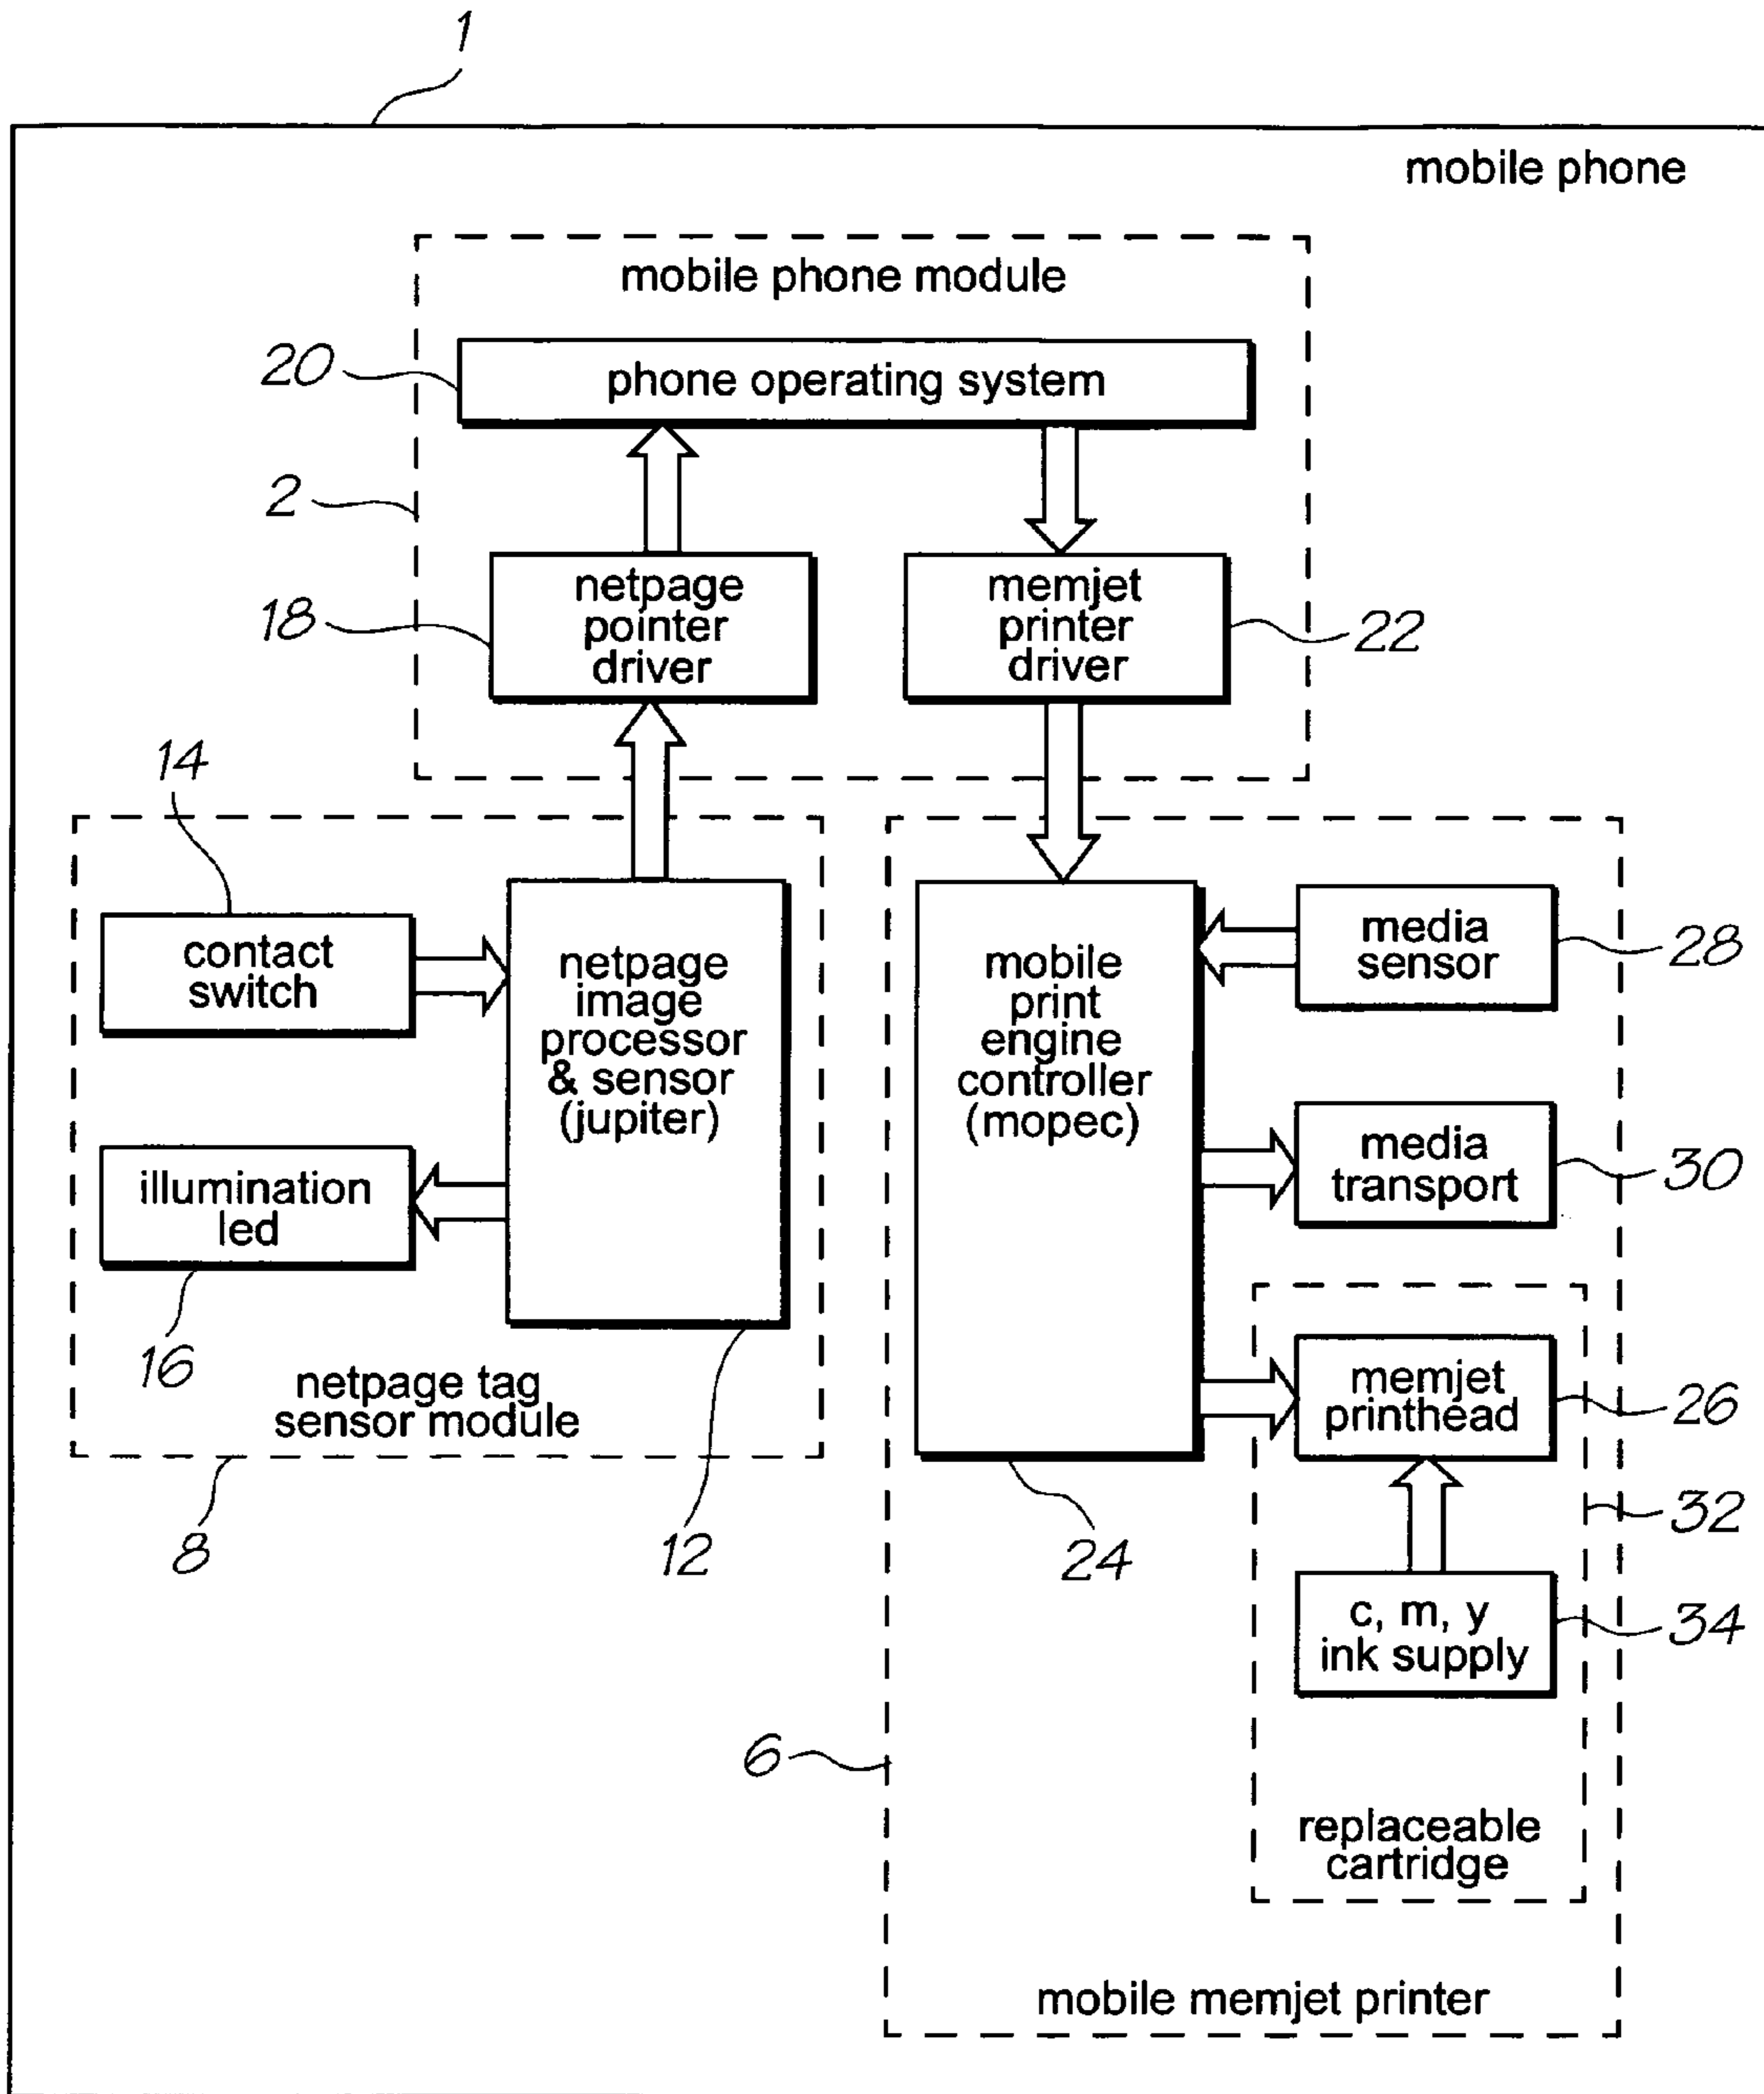 1
mobile phone
mobile phone module
20
phone operating system
2
netpage
pointer
driver
18
memjet
printer
driver
22
14
contact
switch
netpage
image
processor
& sensor
(jupiter)
illumination
led
16
netpage tag
sensor module
8
12
mobile
print
engine
controller
(mopec)
media
sensor
28
media
transport
30
memjet
printhead
26
24
32
c, m, y
ink supply
34
6
replaceable
cartridge
mobile memjet printer